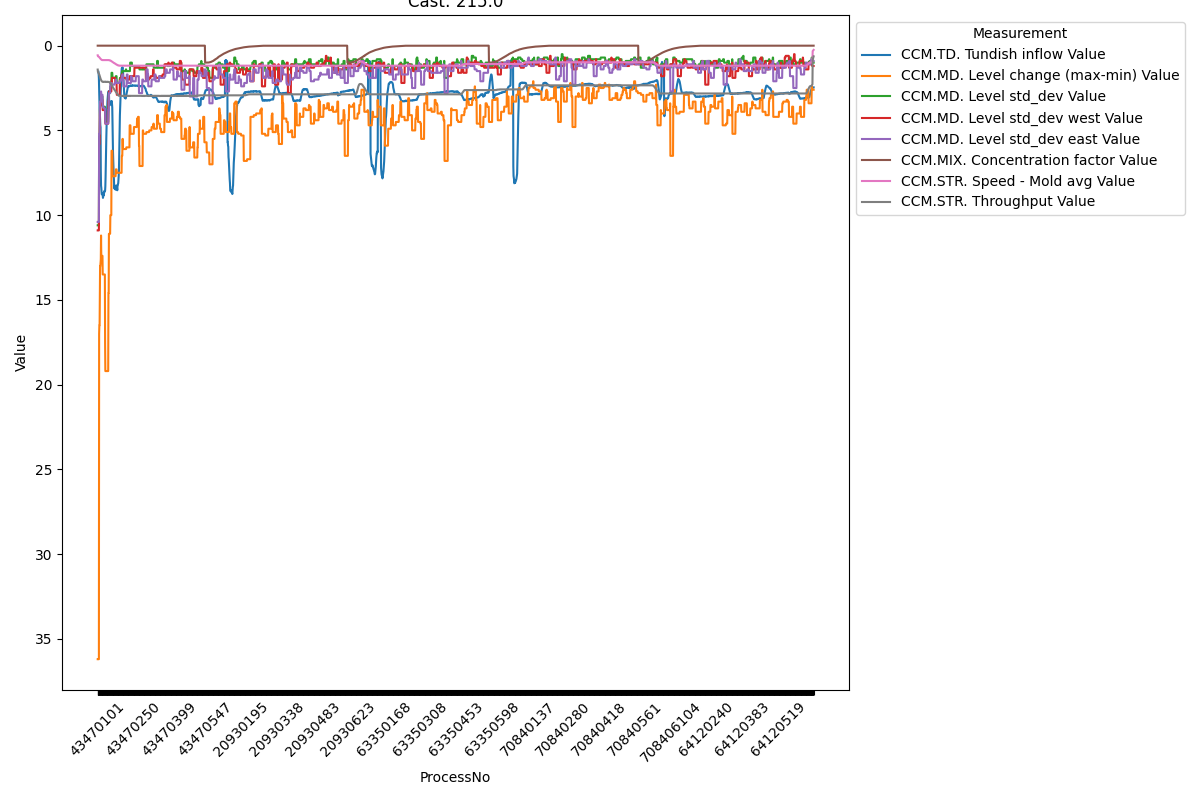 Cast: 215.0
Measurement
CCM.TD. Tundish inflow Value
CCM.MD. Level change (max-min) Value
CCM.MD. Level std_dev Value
CCM.MD. Level std_dev west Value
CCM.MD. Level std_dev east Value
CCM.MIX. Concentration factor Value
CCM.STR. Speed - Mold avg Value
CCM.STR. Throughput Value
Value
0
5
10
15
20
25
30
35
43470101
43470250
43470399
43470547
20930195
20930338
20930483
20930623
63350168
63350308
63350453
63350598
70840137
70840280
70840418
70840561
708406104
64120240
64120383
64120519
ProcessNo